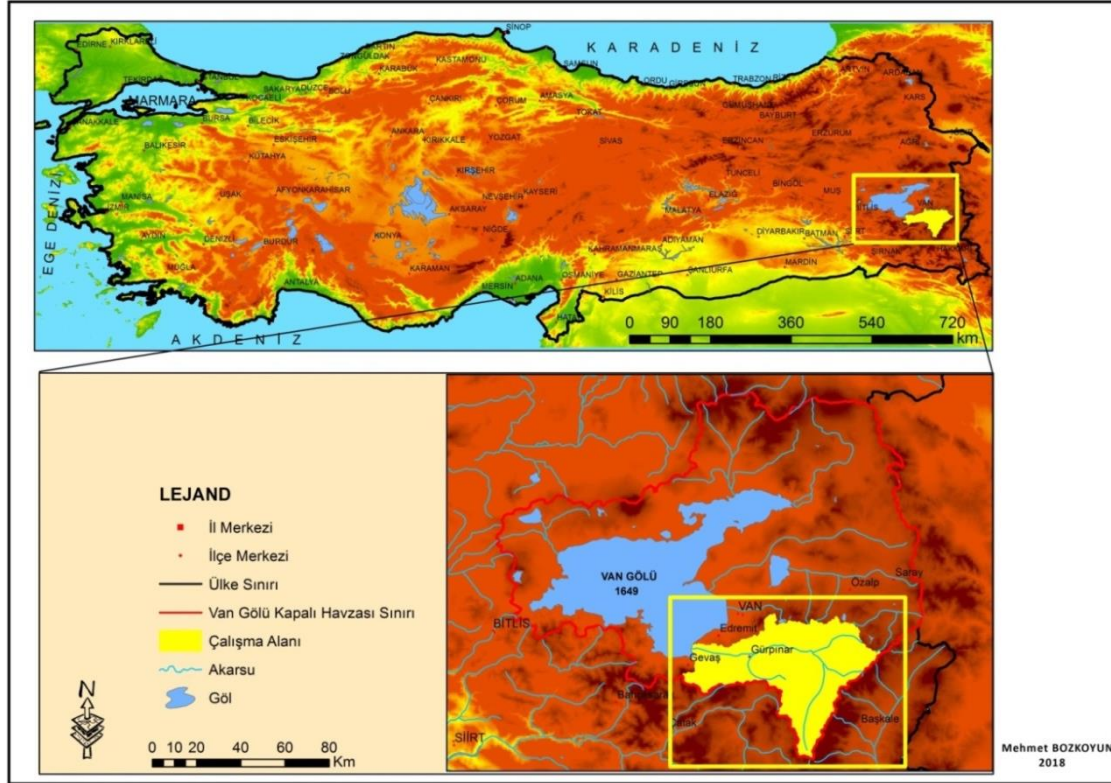 SİNOP
KARADENİZ
EDİRNE KIRKLARELİ
BARTIN
ZONGULDAK
KASTAMONU
KARABÜK
SAMSUN
TEKİRDAĞ
İSTANBUL
KOCAELİ
SAKARYA DÜZCE BOLU
ORDU GİRESUN TRABZON RİZE
ARTVİN ARDAHAN
MARMARA
ÇANKIRI
ÇORUM
AMASYA
TOKAT
GÜMÜŞHANE
BAYBURT
KARS
ÇANAKKALE
BURSA
BİLECİK
ESKİŞEHİR
ANKARA
KIRIKKALE
YOZGAT
SİVAS
ERZİNCAN
ERZURUM
AĞRI
IĞDIR
BALIKESİR
KÜTAHYA
KIRŞEHİR
TUNCELİ
BİNGÖL
MUŞ
EGE DENİZİ
MANİSA
İZMİR
UŞAK
AFYONKARAHİSAR
NEVŞEHİR
KAYSERİ
AKSARAY
ELAZIĞ
MALATYA
BİTLİS
VAN
AYDIN
DENİZLİ
BURDUR
KONYA
NİĞDE
ADIYAMAN
DİYARBAKIR
BATMAN
SİİRT
MUĞLA
KARAMAN
KAHRAMANMARAŞ
MARDİN
ŞIRNAK
ANTALYA
MERSİN
ADANA
OSMANİYE
GAZİANTEP
ŞANLIURFA
KİLİS
HATAY
AKDENİZ
0 90 180 360 540 720
km
LEJAND
İl Merkezi
İlçe Merkezi
Ülke Sınırı
Van Gölü Kapalı Havzası Sınırı
Çalışma Alanı
Akarsu
Göl
N
0 10 20 40 60 80
Km
VAN GÖLÜ
1649
Özalp
Saray
BİTLİS
VAN
Edremit
Gevaş
Gürpınar
Bahçesaray
Çatak
Başkale
SİİRT
Mehmet BOZKOYUN
2018